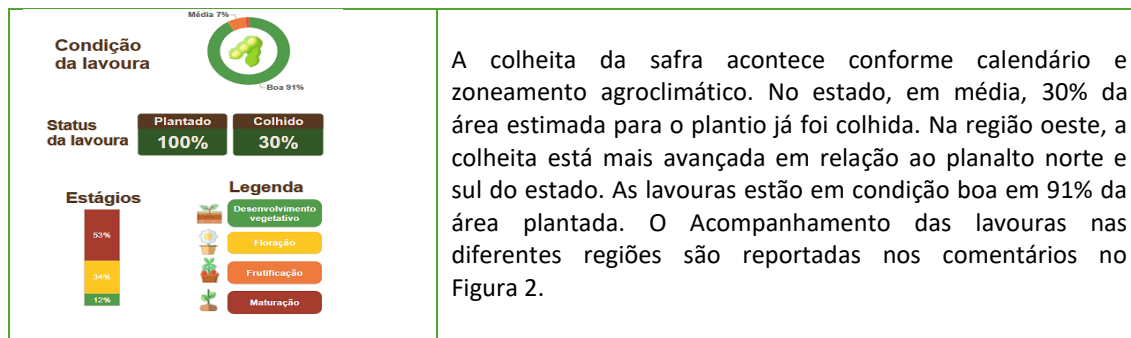 Média 7%
Condição
da lavoura
Boa 91%
Status
da lavoura
Plantado
100%
Colhido
30%
Estágios
53%
34%
12%
Legenda
Desenvolvimento
vegetativo
Floração
Frutificação
Maturação
A colheita da safra acontece conforme calendário e
zoneamento agroclimático. No estado, em média, 30% da
área estimada para o plantio já foi colhida. Na região oeste, a
colheita está mais avançada em relação ao planalto norte e
sul do estado. As lavouras estão em condição boa em 91% da
área plantada. O Acompanhamento das lavouras nas
diferentes regiões são reportadas nos comentários no
Figura 2.